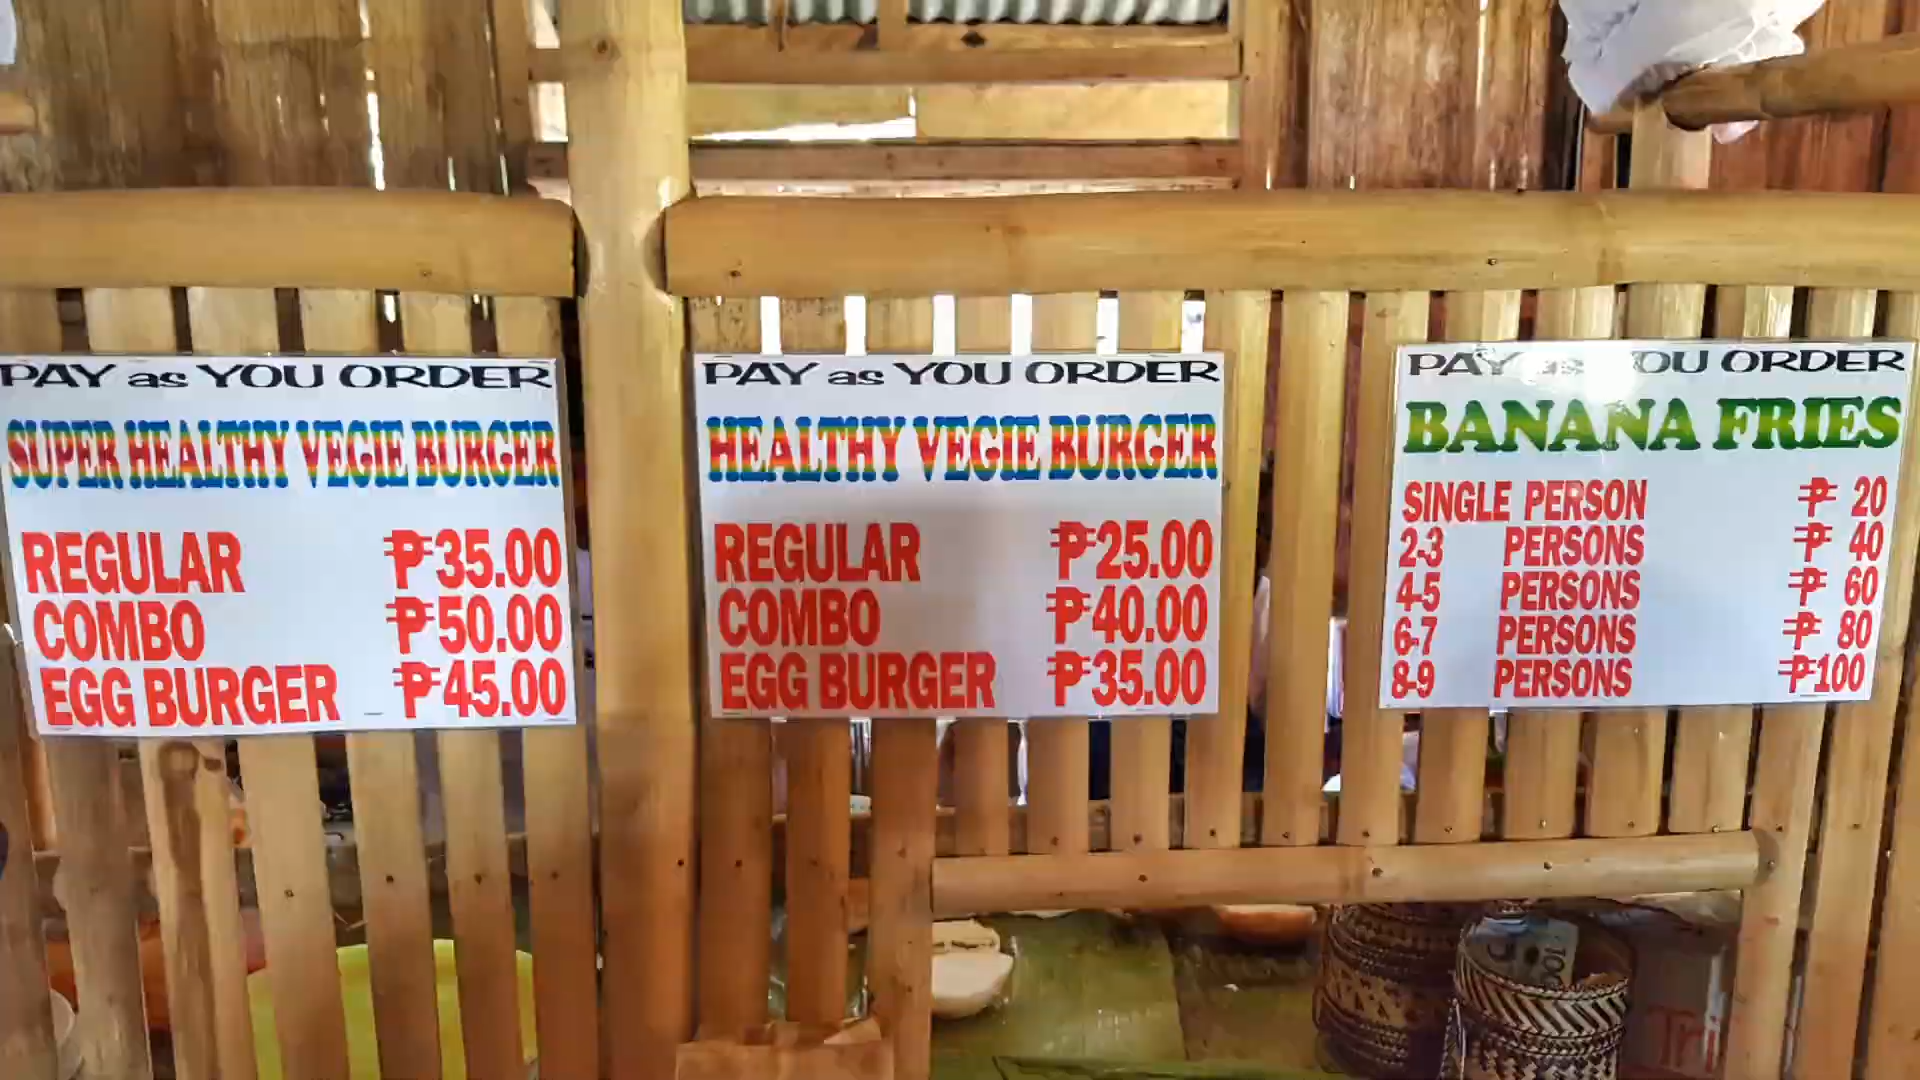 PAY as YOU ORDER
SUPER HEALTHY VEGIE BURGER
REGULAR ₱35.00
COMBO ₱50.00
EGG BURGER ₱45.00
PAY as YOU ORDER
HEALTHY VEGIE BURGER
REGULAR ₱25.00
COMBO ₱40.00
EGG BURGER ₱35.00
PAY as YOU ORDER
BANANA FRIES
SINGLE PERSON ₱ 20
2-3 PERSONS ₱ 40
4-5 PERSONS ₱ 60
6-7 PERSONS ₱ 80
8-9 PERSONS ₱100
100